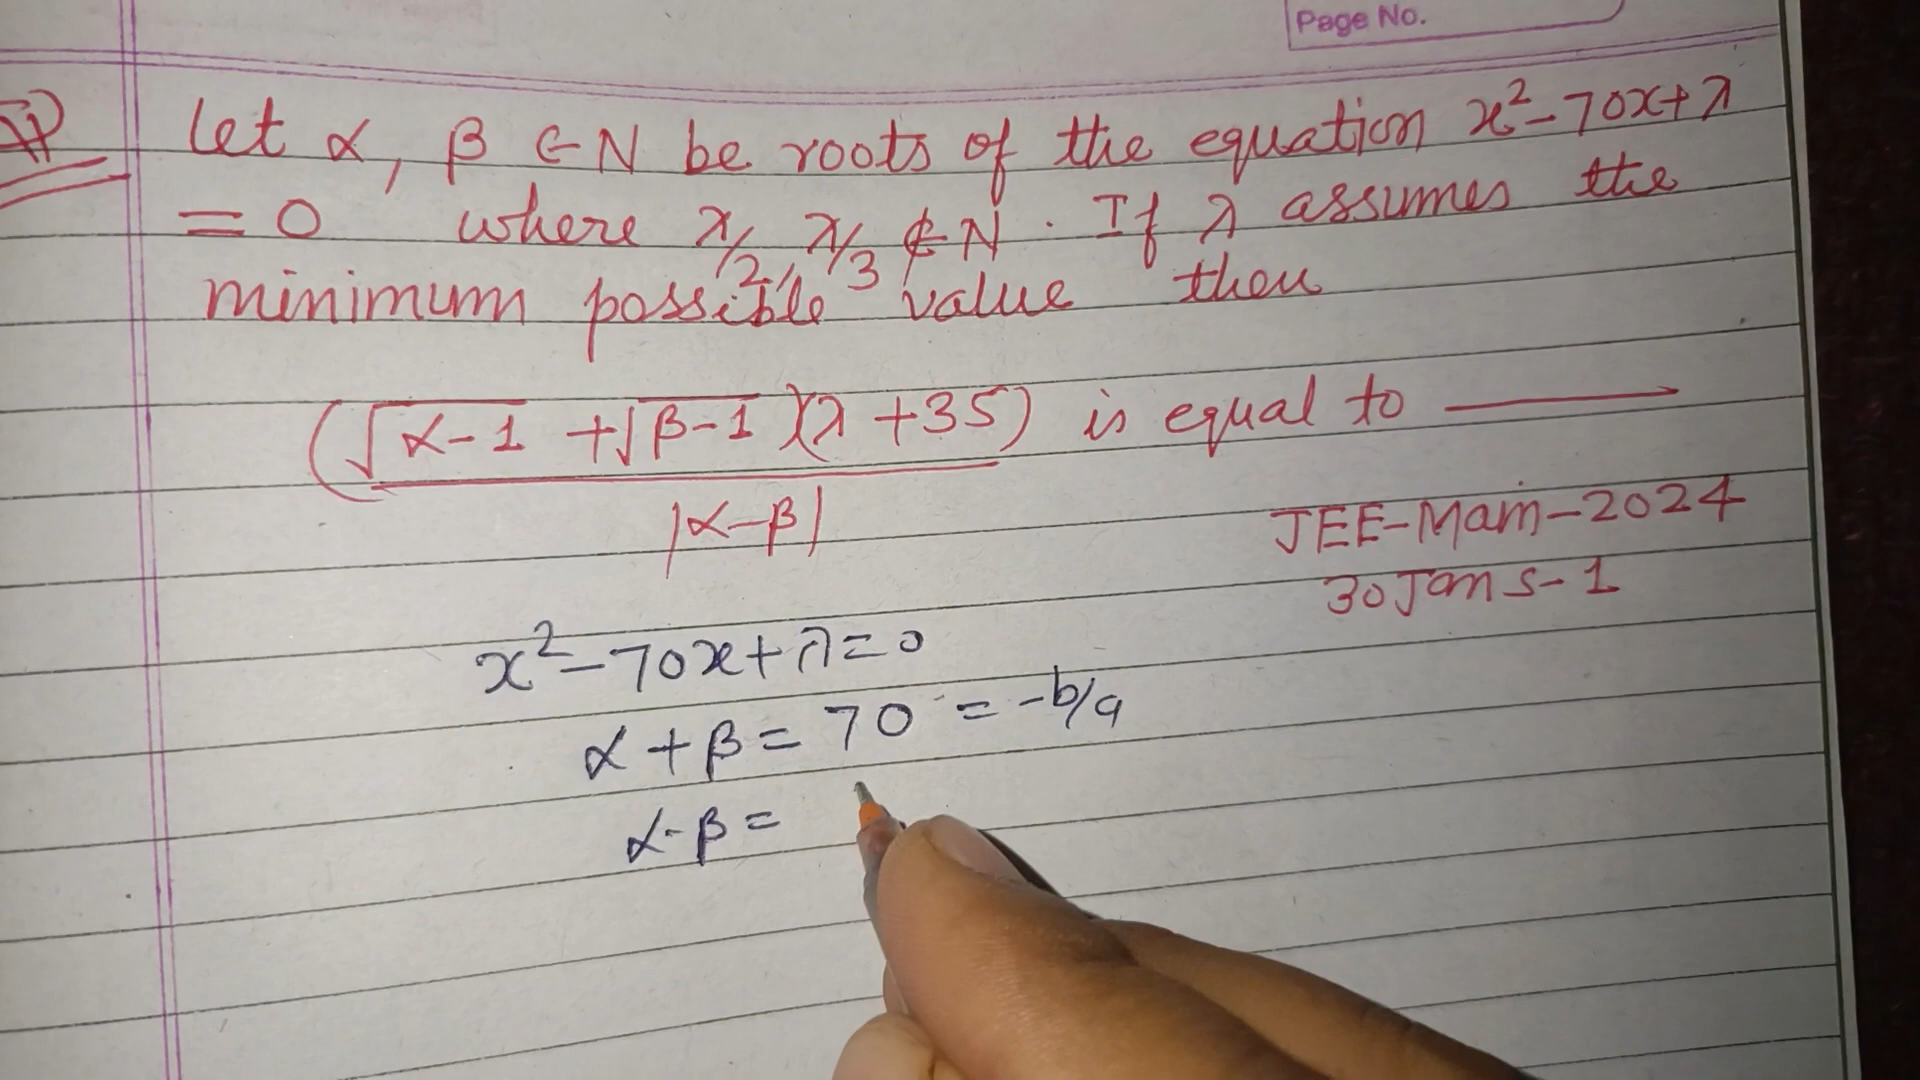 Page No.
Let α, β ∈ N be roots of the equation x²-70x+λ
= 0 where λ/2, λ/3 ∉ N. If λ assumes the
minimum possible value then
(√α-1 + √β-1)(λ+35) is equal to ———
|α-β|
JEE-Main-2024
30 Jan S-1
x²-70x+λ=0
α+β = 70 = -b/a
α-β =